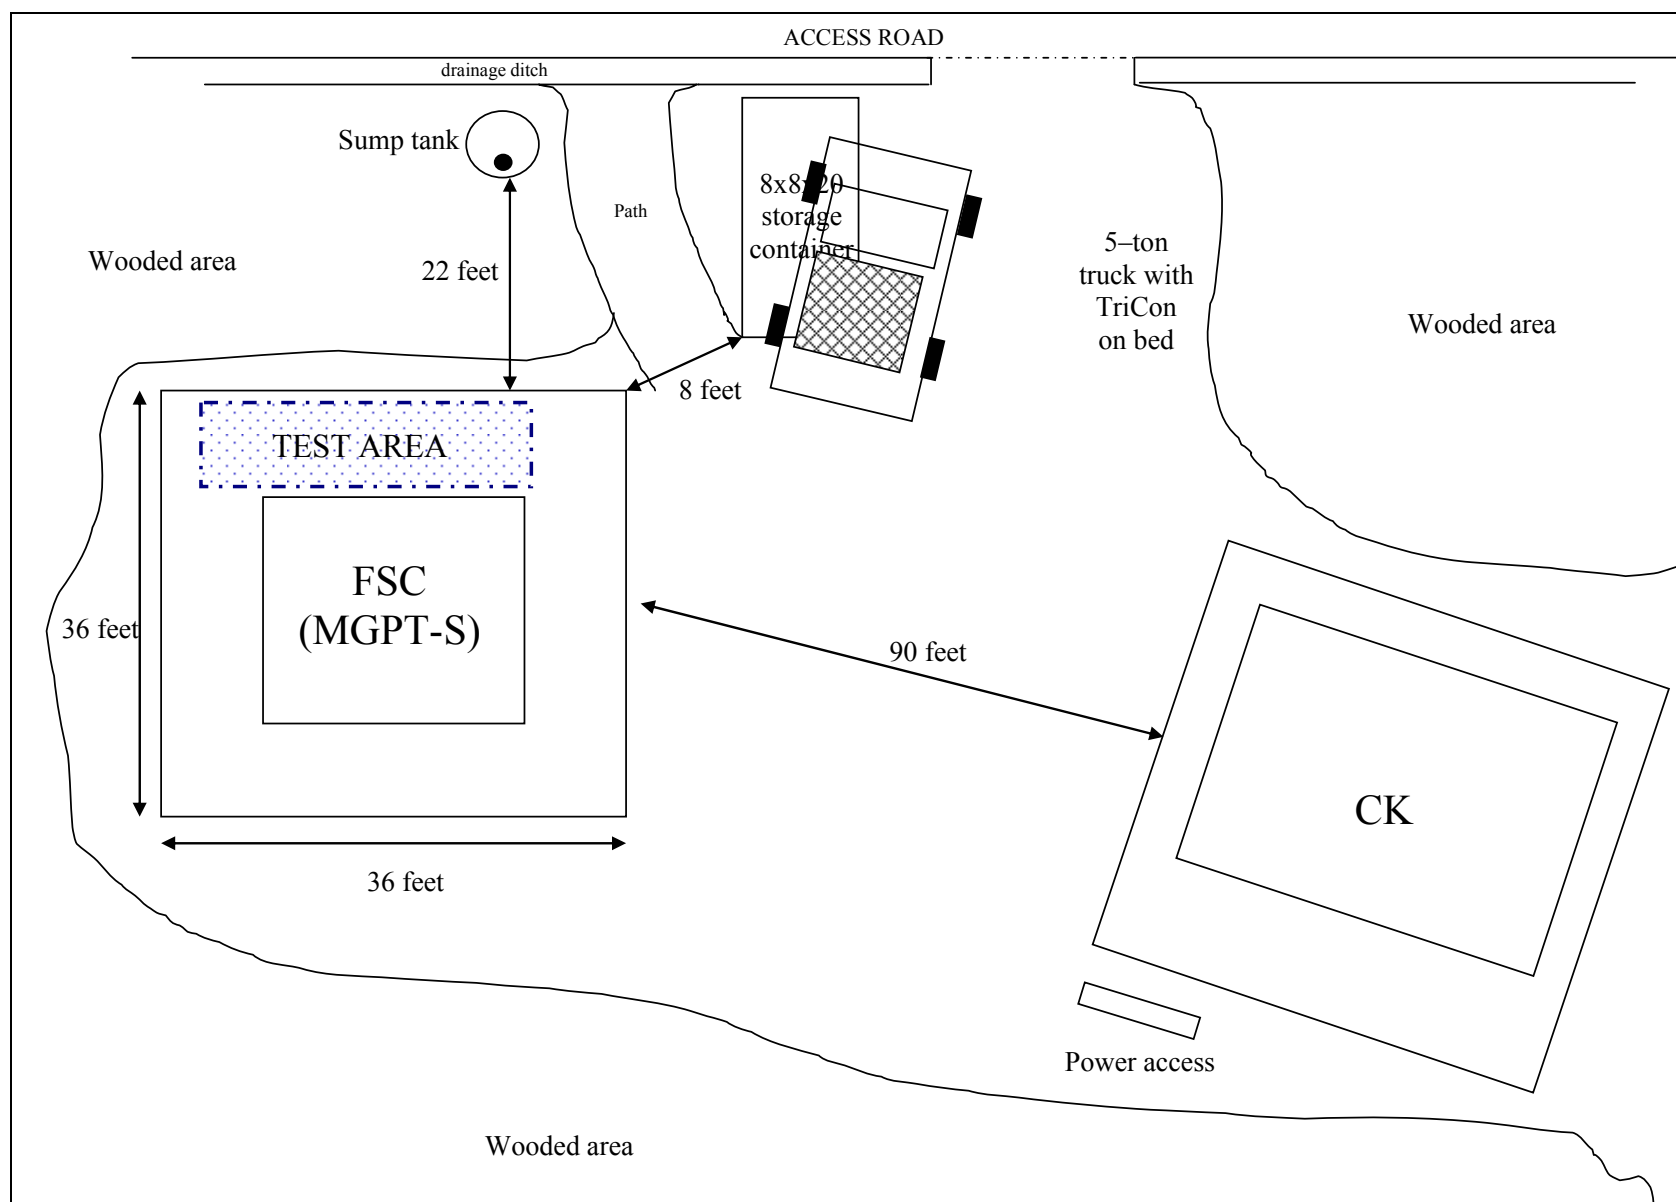 ACCESS ROAD
drainage ditch
Sump tank
8x8x20
storage
container
Path
5–ton
truck with
TriCon
on bed
Wooded area
22 feet
Wooded area
8 feet
TEST AREA
FSC
(MGPT-S)
36 feet
90 feet
CK
36 feet
Power access
Wooded area